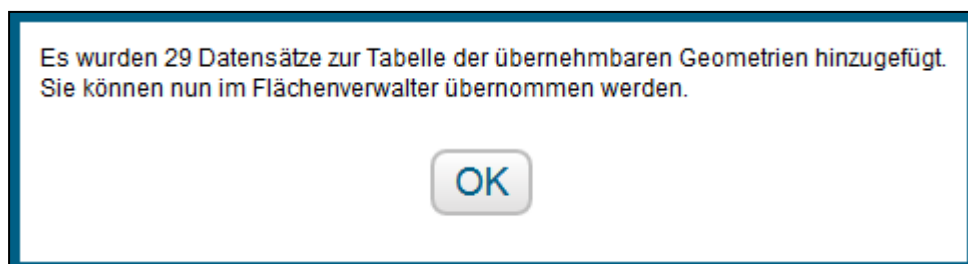 Es wurden 29 Datensätze zur Tabelle der übernehmbaren Geometrien hinzugefügt.
Sie können nun im Flächenverwalter übernommen werden.
OK